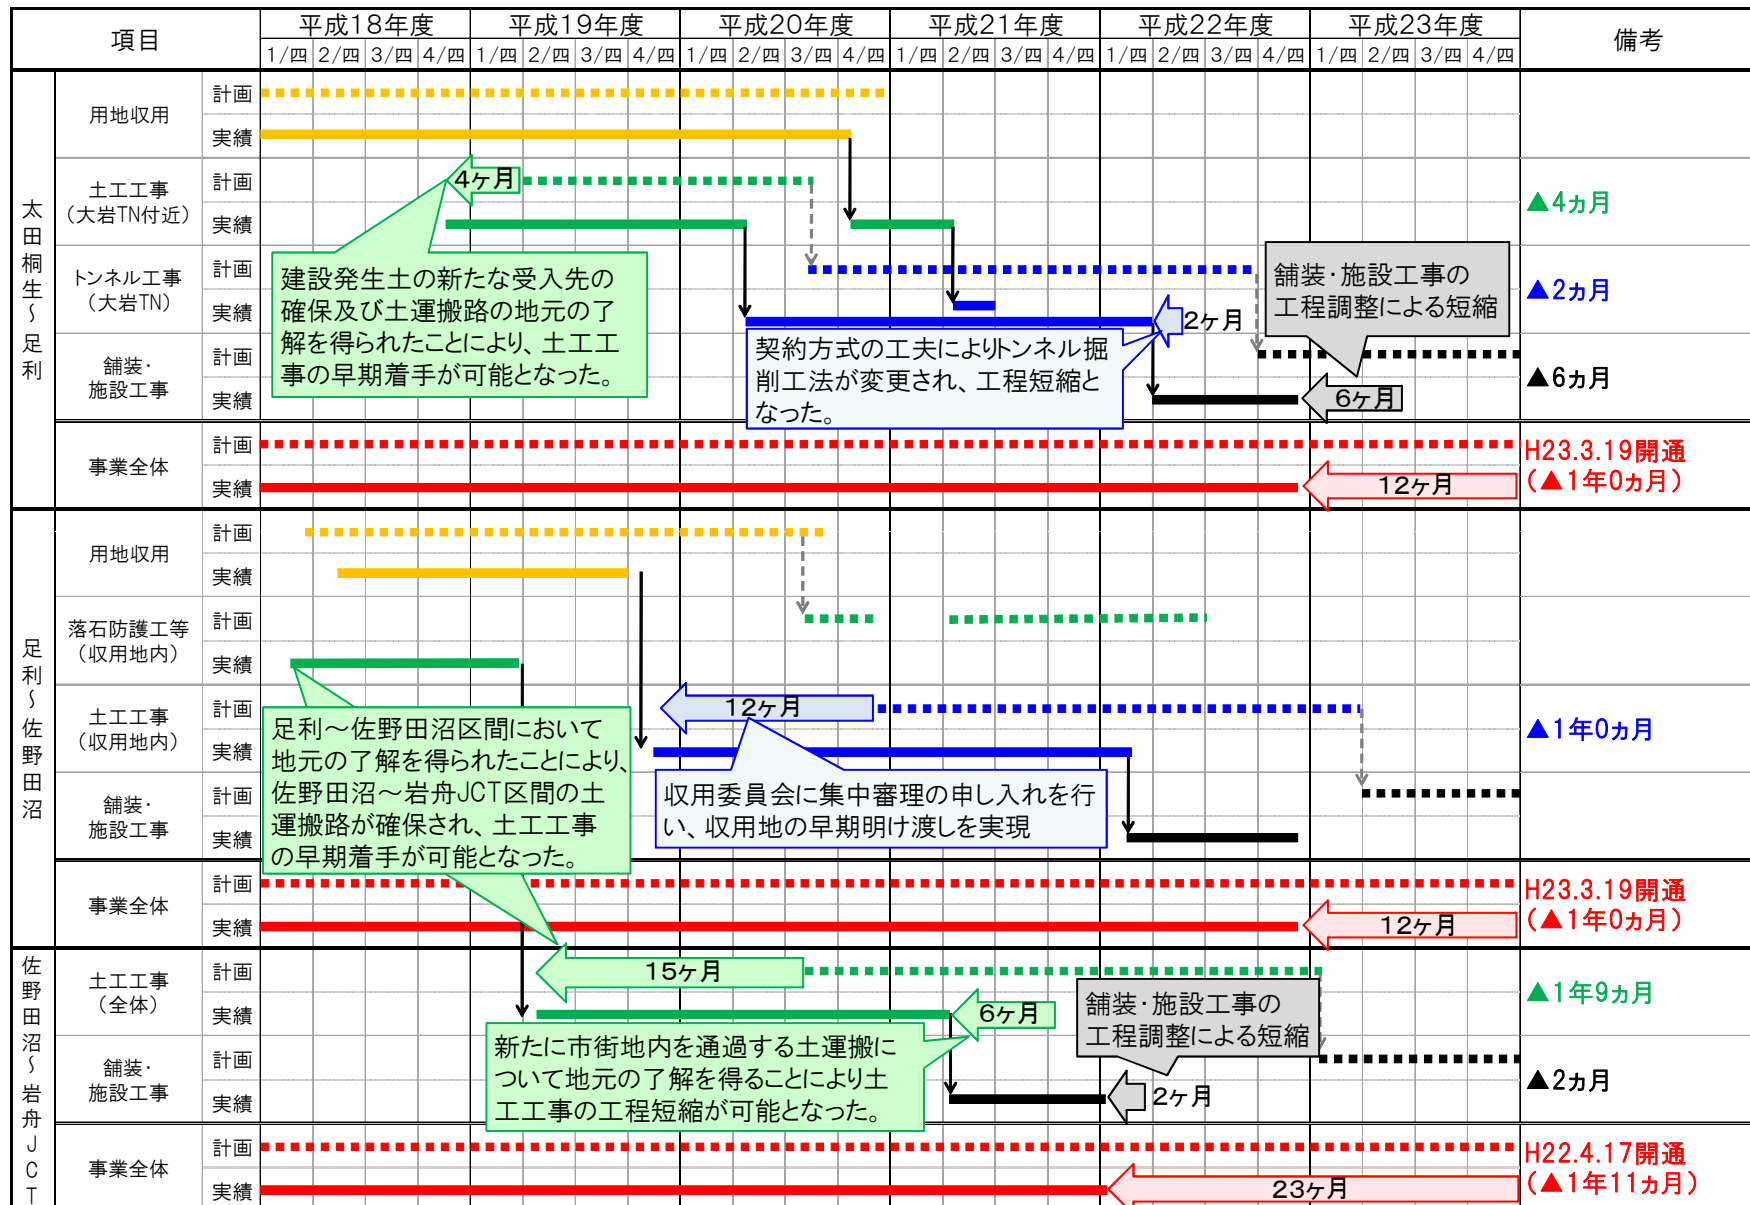 項目
平成18年度
平成19年度
平成20年度
平成21年度
平成22年度
平成23年度
備考
1/四 2/四 3/四 4/四 1/四 2/四 3/四 4/四 1/四 2/四 3/四 4/四 1/四 2/四 3/四 4/四 1/四 2/四 3/四 4/四 1/四 2/四 3/四 4/四
太田桐生～足利
用地収用
計画
実績
土工工事
（大岩TN付近）
計画
4ヶ月
実績
▲4ヵ月
建設発生土の新たな受入先の
確保及び土運搬路の地元の了
解を得られたことにより、土工工
事の早期着手が可能となった。
トンネル工事
（大岩TN）
計画
実績
2ヶ月
▲2ヵ月
契約方式の工夫によりトンネル掘
削工法が変更され、工程短縮と
なった。
舗装・施設工事の
工程調整による短縮
舗装・
施設工事
計画
実績
6ヶ月
▲6ヵ月
事業全体
計画
実績
12ヶ月
H23.3.19開通
（▲1年0ヵ月）
足利～佐野田沼
用地収用
計画
実績
落石防護工等
（収用地内）
計画
実績
土工工事
（収用地内）
計画
12ヶ月
実績
▲1年0ヵ月
足利～佐野田沼区間において
地元の了解を得られたことにより、
佐野田沼～岩舟JCT区間の土
運搬路が確保され、土工工事
の早期着手が可能となった。
収用委員会に集中審理の申し入れを行
い、収用地の早期明け渡しを実現
舗装・
施設工事
計画
実績
事業全体
計画
実績
12ヶ月
H23.3.19開通
（▲1年0ヵ月）
佐野田沼～岩舟JCT
土工工事
（全体）
計画
15ヶ月
実績
6ヶ月
▲1年9ヵ月
新たに市街地内を通過する土運搬に
ついて地元の了解を得ることにより土
工工事の工程短縮が可能となった。
舗装・施設工事の
工程調整による短縮
舗装・
施設工事
計画
実績
2ヶ月
▲2ヵ月
事業全体
計画
実績
23ヶ月
H22.4.17開通
（▲1年11ヵ月）